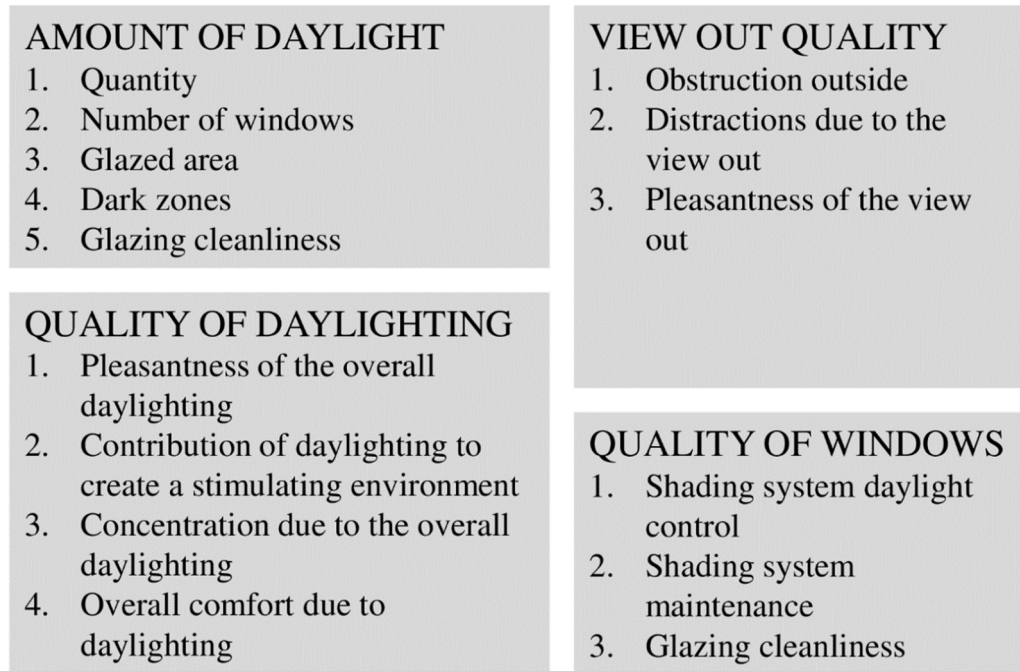 AMOUNT OF DAYLIGHT
1. Quantity
2. Number of windows
3. Glazed area
4. Dark zones
5. Glazing cleanliness
QUALITY OF DAYLIGHTING
1. Pleasantness of the overall
daylighting
2. Contribution of daylighting to
create a stimulating environment
3. Concentration due to the overall
daylighting
4. Overall comfort due to
daylighting
VIEW OUT QUALITY
1. Obstruction outside
2. Distractions due to the
view out
3. Pleasantness of the view
out
QUALITY OF WINDOWS
1. Shading system daylight
control
2. Shading system
maintenance
3. Glazing cleanliness